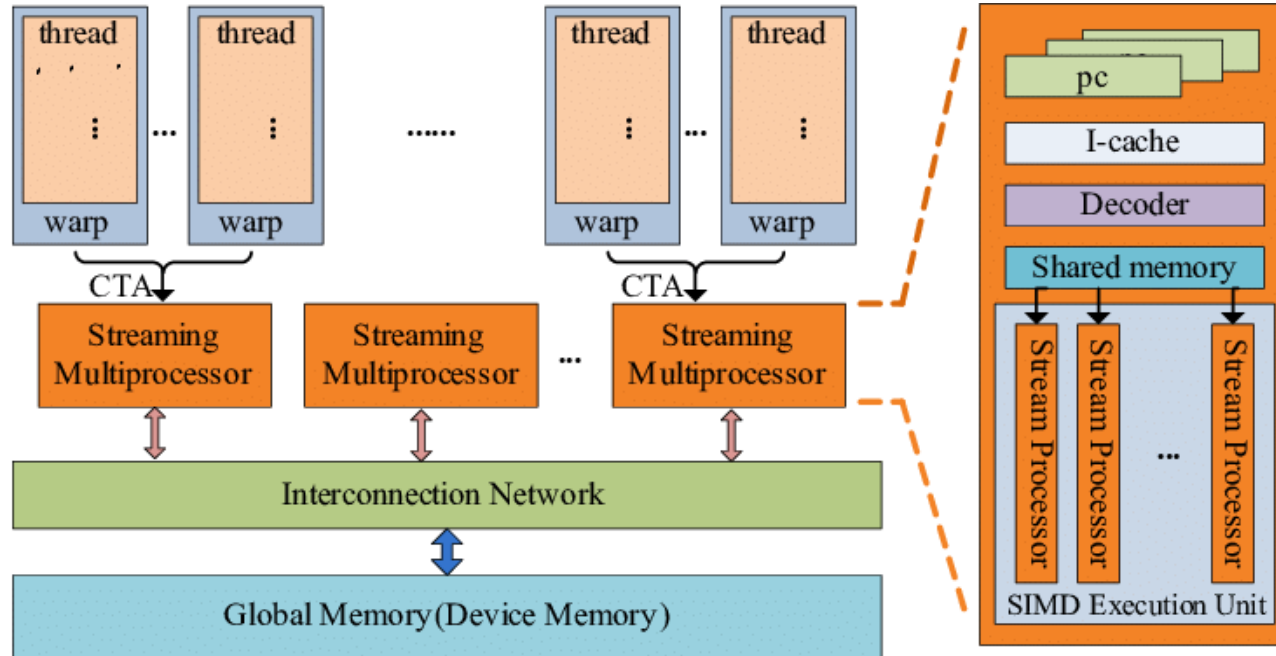 thread
thread
thread
thread
...
......
...
warp
warp
warp
warp
CTA
CTA
Streaming
Multiprocessor
Streaming
Multiprocessor
...
Streaming
Multiprocessor
Interconnection Network
Global Memory(Device Memory)
pc
I-cache
Decoder
Shared memory
Stream Processor
Stream Processor
...
Stream Processor
SIMD Execution Unit